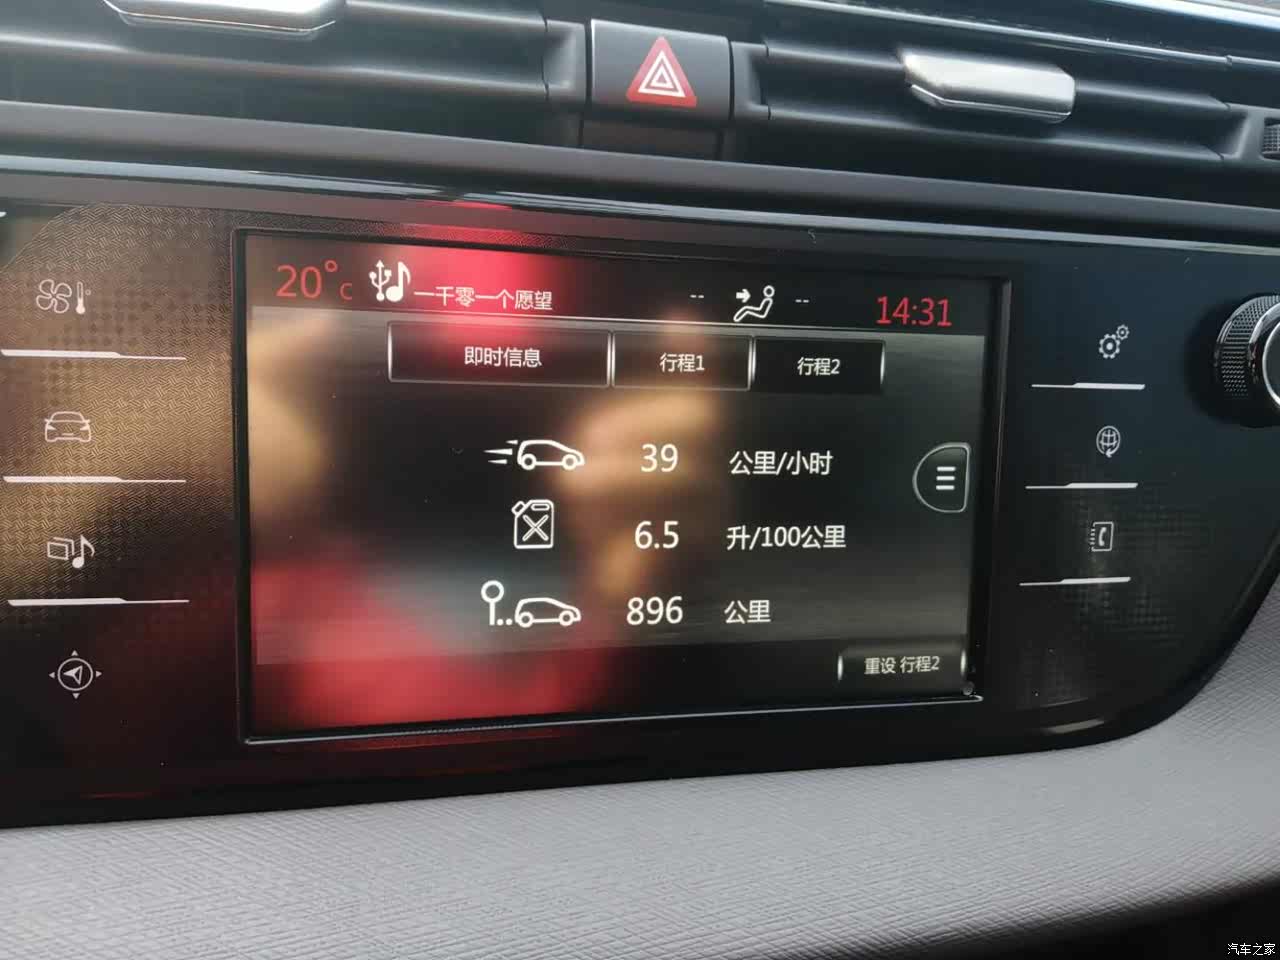 20°C 一千零一个愿望 -- -- 14:31
即时信息 行程1 行程2
39 公里/小时
6.5 升/100公里
896 公里
重设 行程2
汽车之家